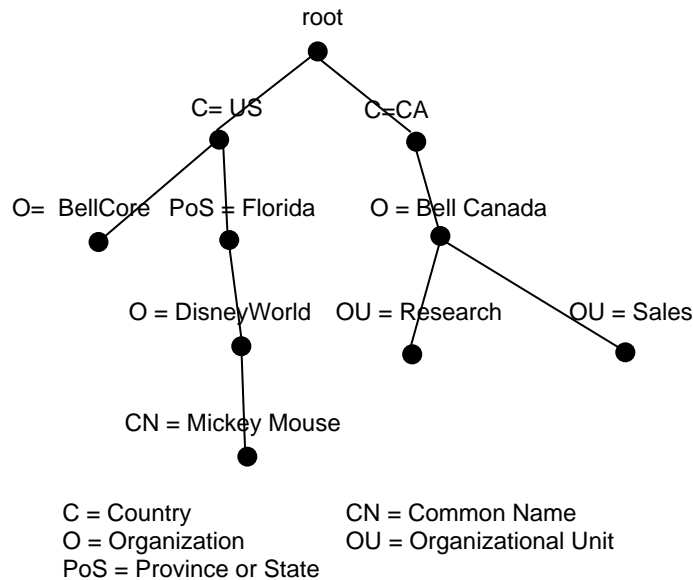 root
C= US
C=CA
O=  BellCore
PoS = Florida
O = Bell Canada
O = DisneyWorld
OU = Research
OU = Sales
CN = Mickey Mouse
C = Country
O = Organization
PoS = Province or State
CN = Common Name
OU = Organizational Unit